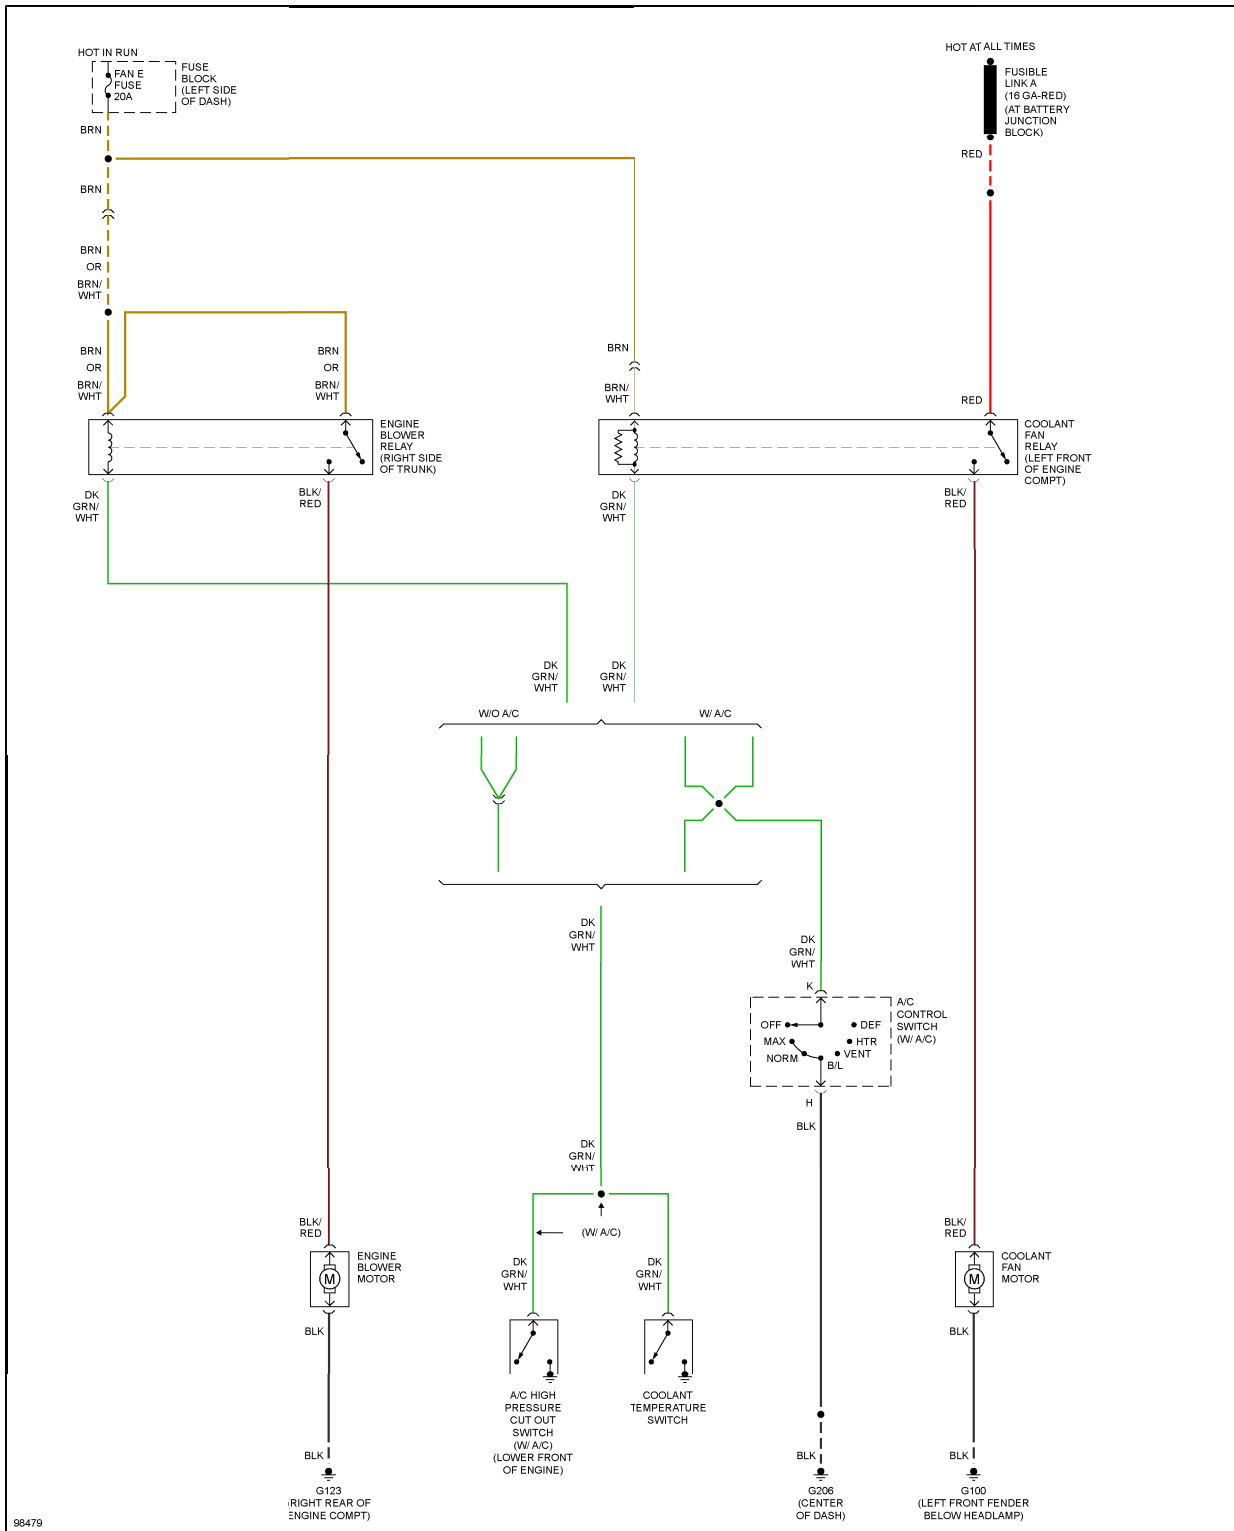 HOT IN RUN
FAN E
FUSE
20A
FUSE
BLOCK
(LEFT SIDE
OF DASH)
HOT AT ALL TIMES
FUSIBLE
LINK A
(16 GA-RED)
(AT BATTERY
JUNCTION
BLOCK)
BRN
RED
BRN
BRN
OR
BRN/
WHT
BRN
OR
BRN/
WHT
BRN
OR
BRN/
WHT
BRN
BRN/
WHT
RED
ENGINE
BLOWER
RELAY
(RIGHT SIDE
OF TRUNK)
COOLANT
FAN
RELAY
(LEFT FRONT
OF ENGINE
COMPT)
DK
GRN/
WHT
BLK/
RED
DK
GRN/
WHT
BLK/
RED
DK
GRN/
WHT
DK
GRN/
WHT
W/O A/C
W/ A/C
DK
GRN/
WHT
DK
GRN/
WHT
K
A/C
CONTROL
SWITCH
(W/ A/C)
OFF
MAX
NORM
B/L
VENT
HTR
DEF
H
BLK
DK
GRN/
WHT
(W/ A/C)
BLK/
RED
ENGINE
BLOWER
MOTOR
M
DK
GRN/
WHT
DK
GRN/
WHT
BLK/
RED
COOLANT
FAN
MOTOR
M
BLK
BLK
A/C HIGH
PRESSURE
CUT OUT
SWITCH
(W/ A/C)
(LOWER FRONT
OF ENGINE)
COOLANT
TEMPERATURE
SWITCH
BLK
G123
(RIGHT REAR OF
ENGINE COMPT)
BLK
G206
(CENTER
OF DASH)
BLK
G100
(LEFT FRONT FENDER
BELOW HEADLAMP)
98479